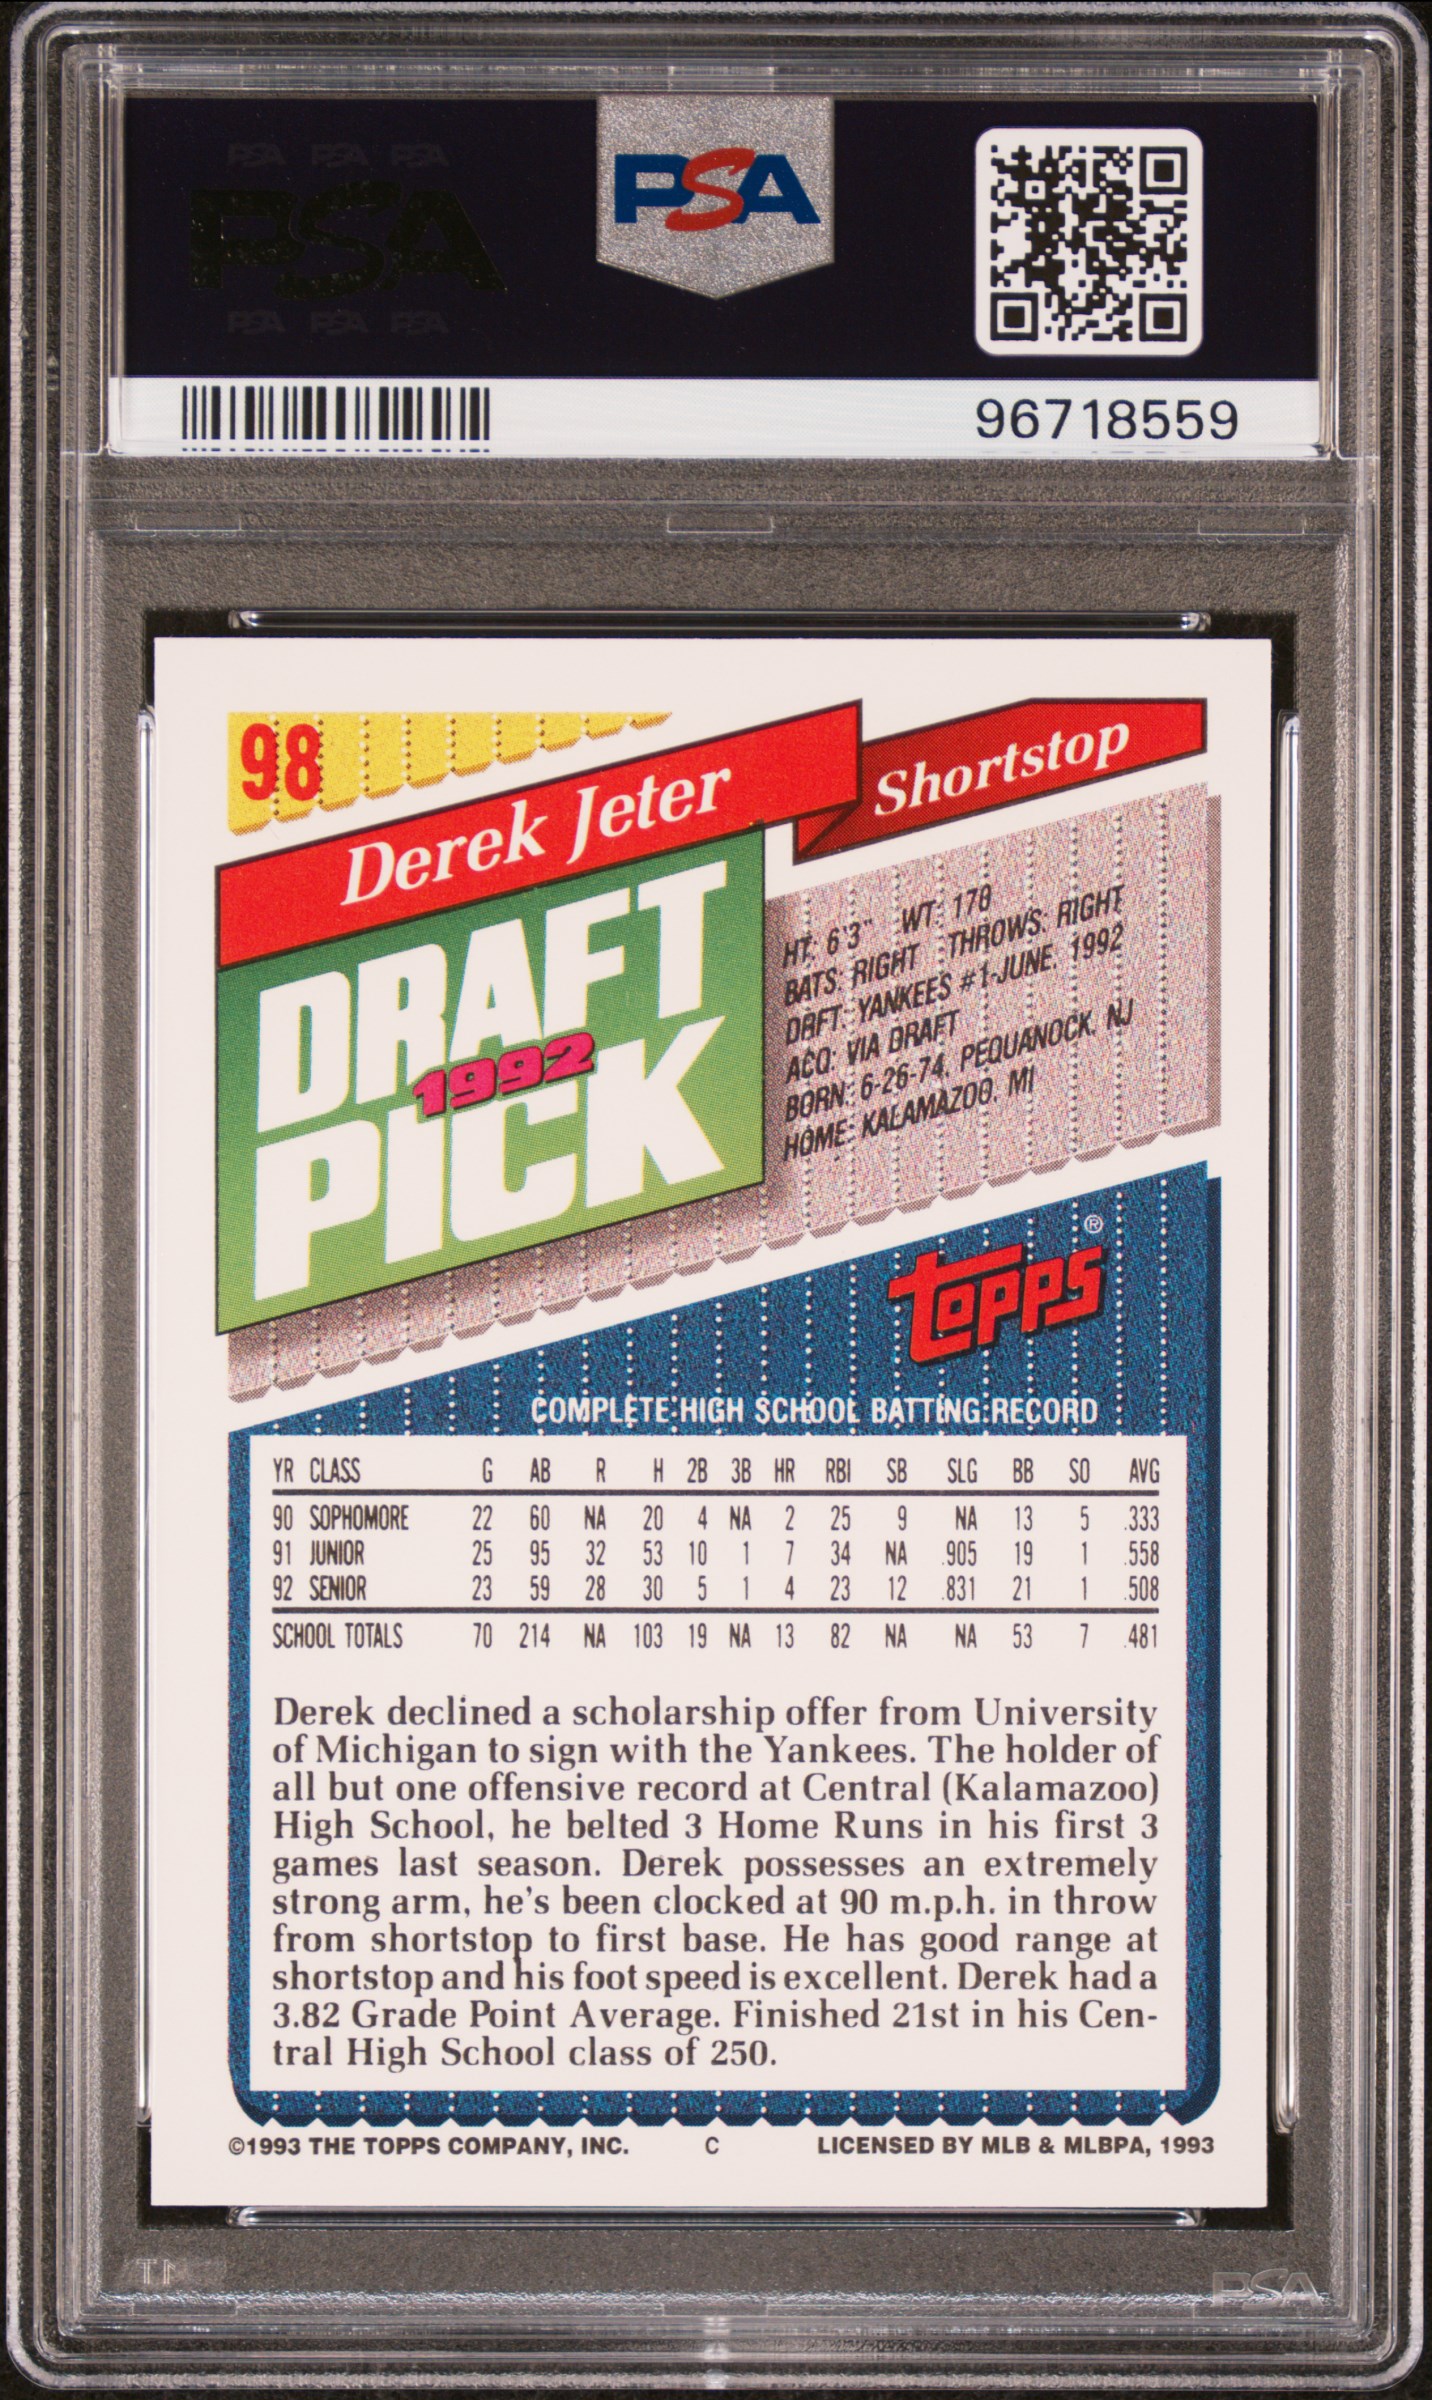 PSA PSA PSA
PSA
PSA PSA PSA
PSA
96718559
98
Derek Jeter
Shortstop
DRAFT
1992
PICK
HT: 6'3" WT: 178
BATS: RIGHT THROWS: RIGHT
DRFT: YANKEES #1-JUNE, 1992
ACQ: VIA DRAFT
BORN: 6-26-74, PEQUANOCK, NJ
HOME: KALAMAZOO, MI
Topps®
COMPLETE HIGH SCHOOL BATTING RECORD
YR CLASS G AB R H 2B 3B HR RBI SB SLG BB SO AVG
90 SOPHOMORE 22 60 NA 20 4 NA 2 25 9 NA 13 5 .333
91 JUNIOR 25 95 32 53 10 1 7 34 NA .905 19 1 .558
92 SENIOR 23 59 28 30 5 1 4 23 12 .831 21 1 .508
SCHOOL TOTALS 70 214 NA 103 19 NA 13 82 NA NA 53 7 .481
Derek declined a scholarship offer from University
of Michigan to sign with the Yankees. The holder of
all but one offensive record at Central (Kalamazoo)
High School, he belted 3 Home Runs in his first 3
games last season. Derek possesses an extremely
strong arm, he's been clocked at 90 m.p.h. in throw
from shortstop to first base. He has good range at
shortstop and his foot speed is excellent. Derek had a
3.82 Grade Point Average. Finished 21st in his Cen-
tral High School class of 250.
©1993 THE TOPPS COMPANY, INC. C LICENSED BY MLB & MLBPA, 1993
PSA